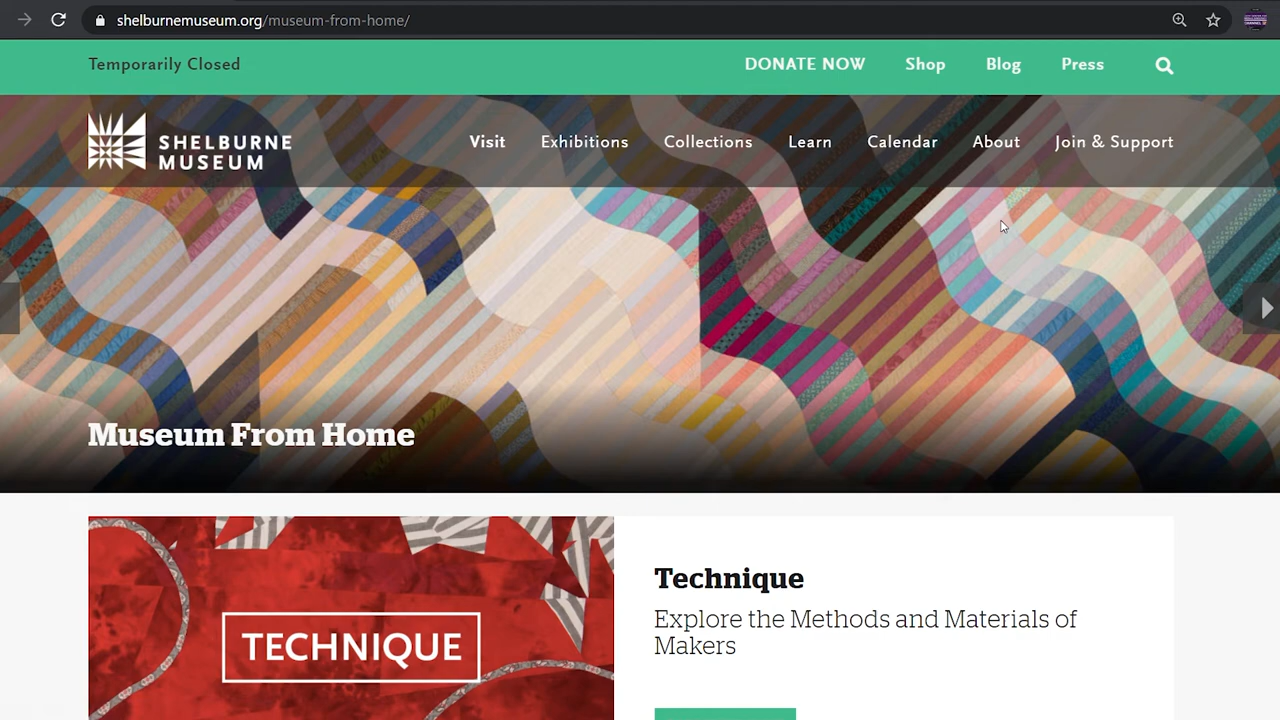 shelburnemuseum.org/museum-from-home/
Temporarily Closed
DONATE NOW Shop Blog Press
SHELBURNE
MUSEUM
Visit Exhibitions Collections Learn Calendar About Join & Support
Museum From Home
TECHNIQUE
Technique
Explore the Methods and Materials of
Makers